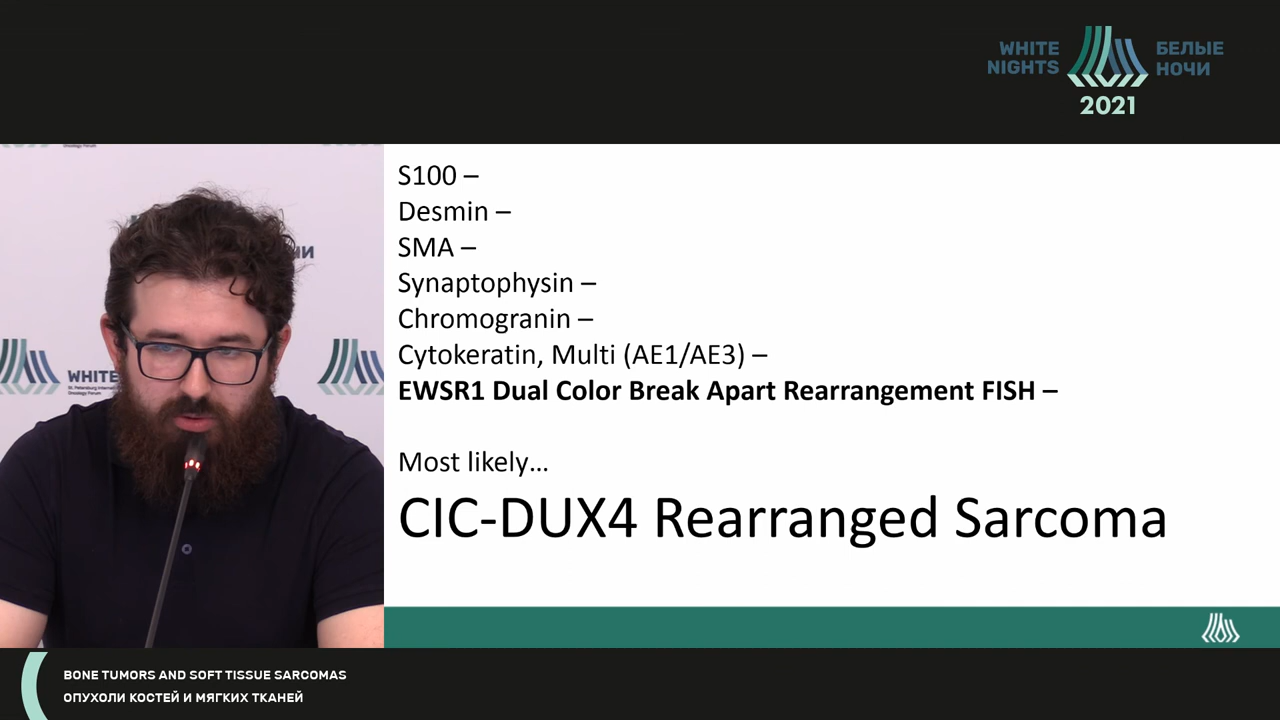 WHITE NIGHTS
БЕЛЫЕ НОЧИ
2021
S100 –
Desmin –
SMA –
Synaptophysin –
Chromogranin –
Cytokeratin, Multi (AE1/AE3) –
EWSR1 Dual Color Break Apart Rearrangement FISH –
Most likely…
CIC-DUX4 Rearranged Sarcoma
WHITE
BONE TUMORS AND SOFT TISSUE SARCOMAS
ОПУХОЛИ КОСТЕЙ И МЯГКИХ ТКАНЕЙ